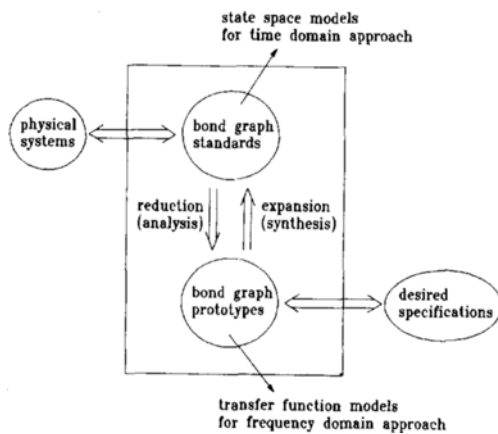 state space models
for time domain approach
physical
systems
bond graph
standards
reduction
(analysis)
expansion
(synthesis)
bond graph
prototypes
desired
specifications
transfer function models
for frequency domain approach